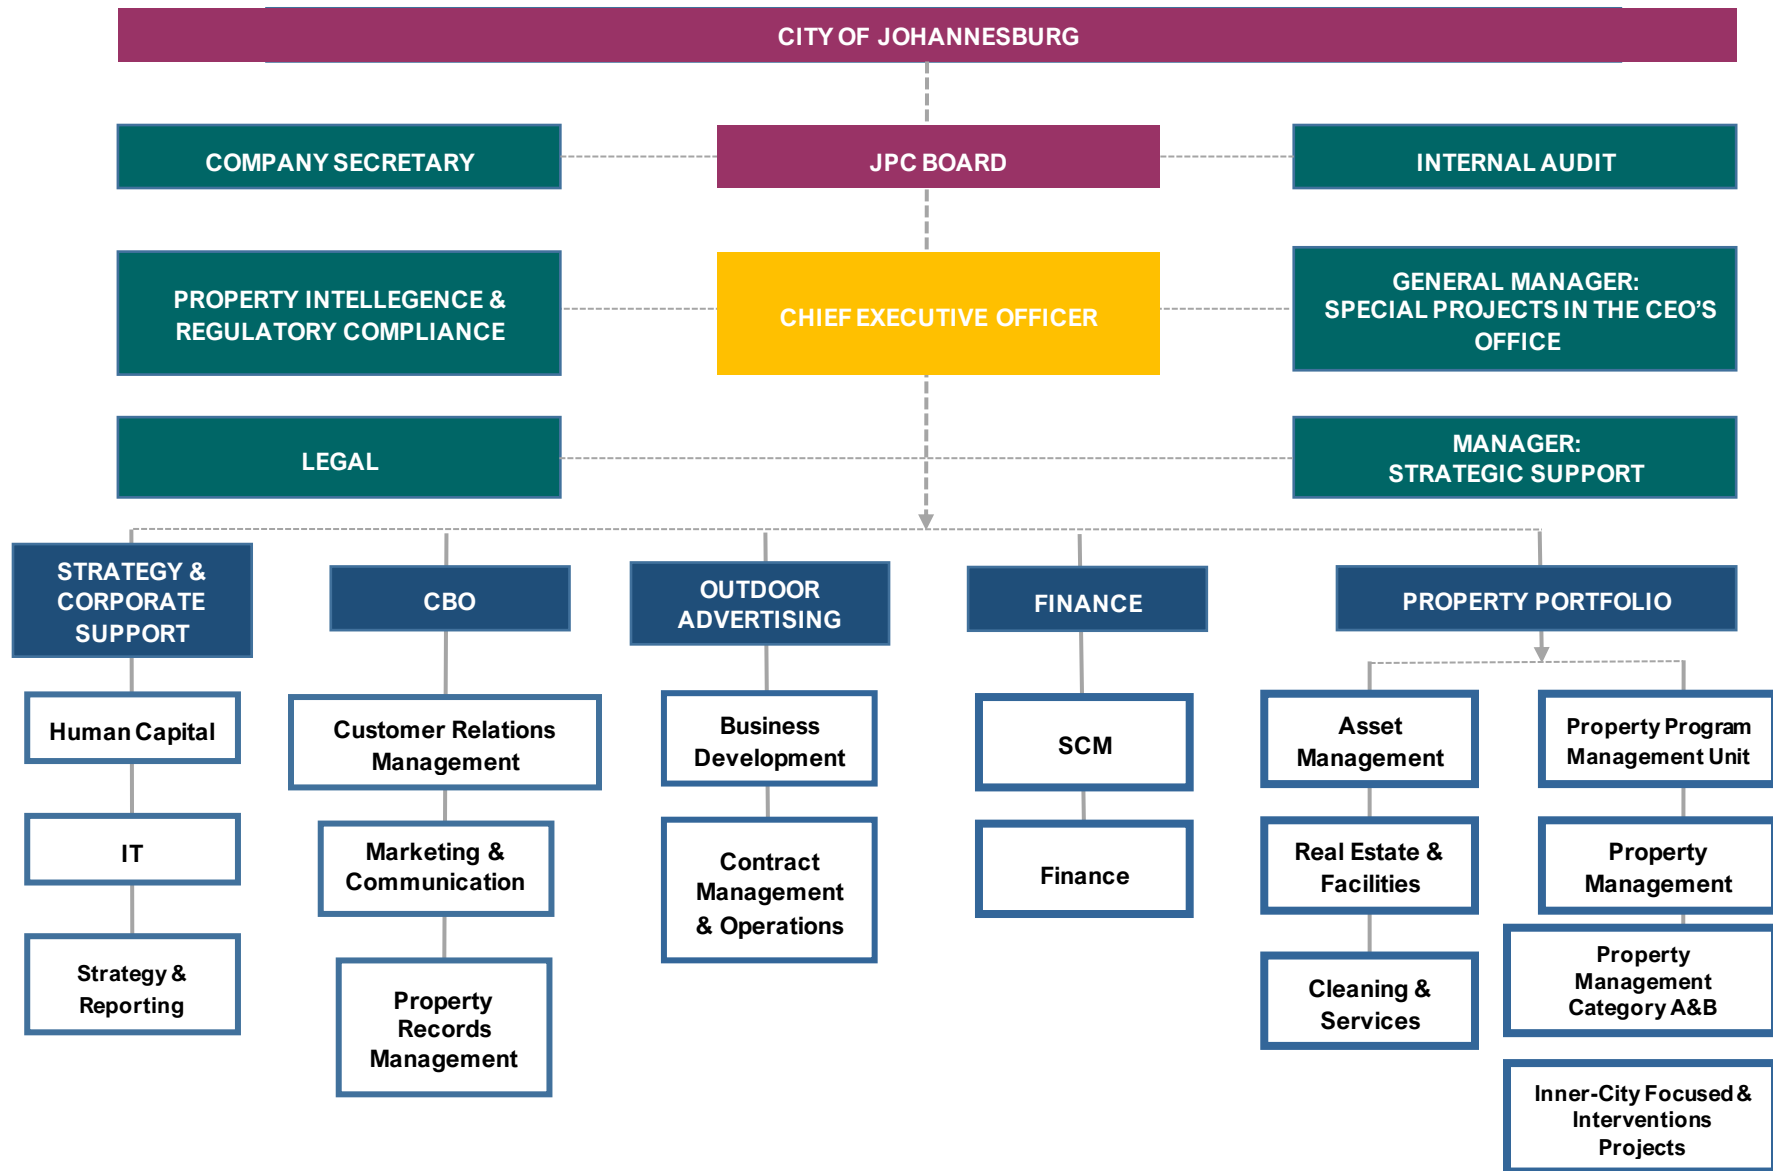 CITY OF JOHANNESBURG
COMPANY SECRETARY
JPC BOARD
INTERNAL AUDIT
PROPERTY INTELLEGENCE &
REGULATORY COMPLIANCE
CHIEF EXECUTIVE OFFICER
GENERAL MANAGER:
SPECIAL PROJECTS IN THE CEO'S
OFFICE
LEGAL
MANAGER:
STRATEGIC SUPPORT
STRATEGY &
CORPORATE
SUPPORT
CBO
OUTDOOR
ADVERTISING
FINANCE
PROPERTY PORTFOLIO
Human Capital
IT
Strategy &
Reporting
Customer Relations
Management
Marketing &
Communication
Property
Records
Management
Business
Development
Contract
Management
& Operations
SCM
Finance
Asset
Management
Real Estate &
Facilities
Cleaning &
Services
Property Program
Management Unit
Property
Management
Property
Management
Category A&B
Inner-City Focused &
Interventions
Projects